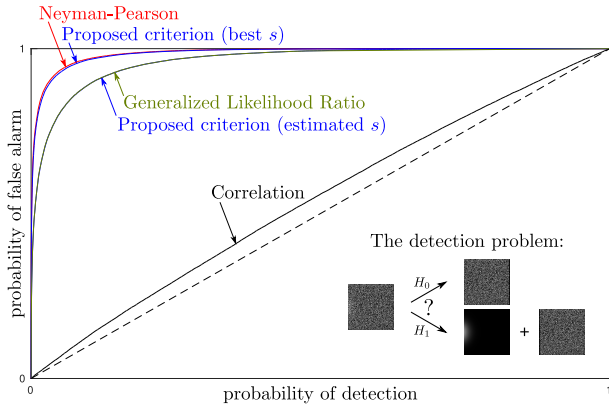 Neyman-Pearson
Proposed criterion (best s)
1
Generalized Likelihood Ratio
Proposed criterion (estimated s)
probability of false alarm
Correlation
The detection problem:
H0
?
H1
+
0
0
probability of detection
1